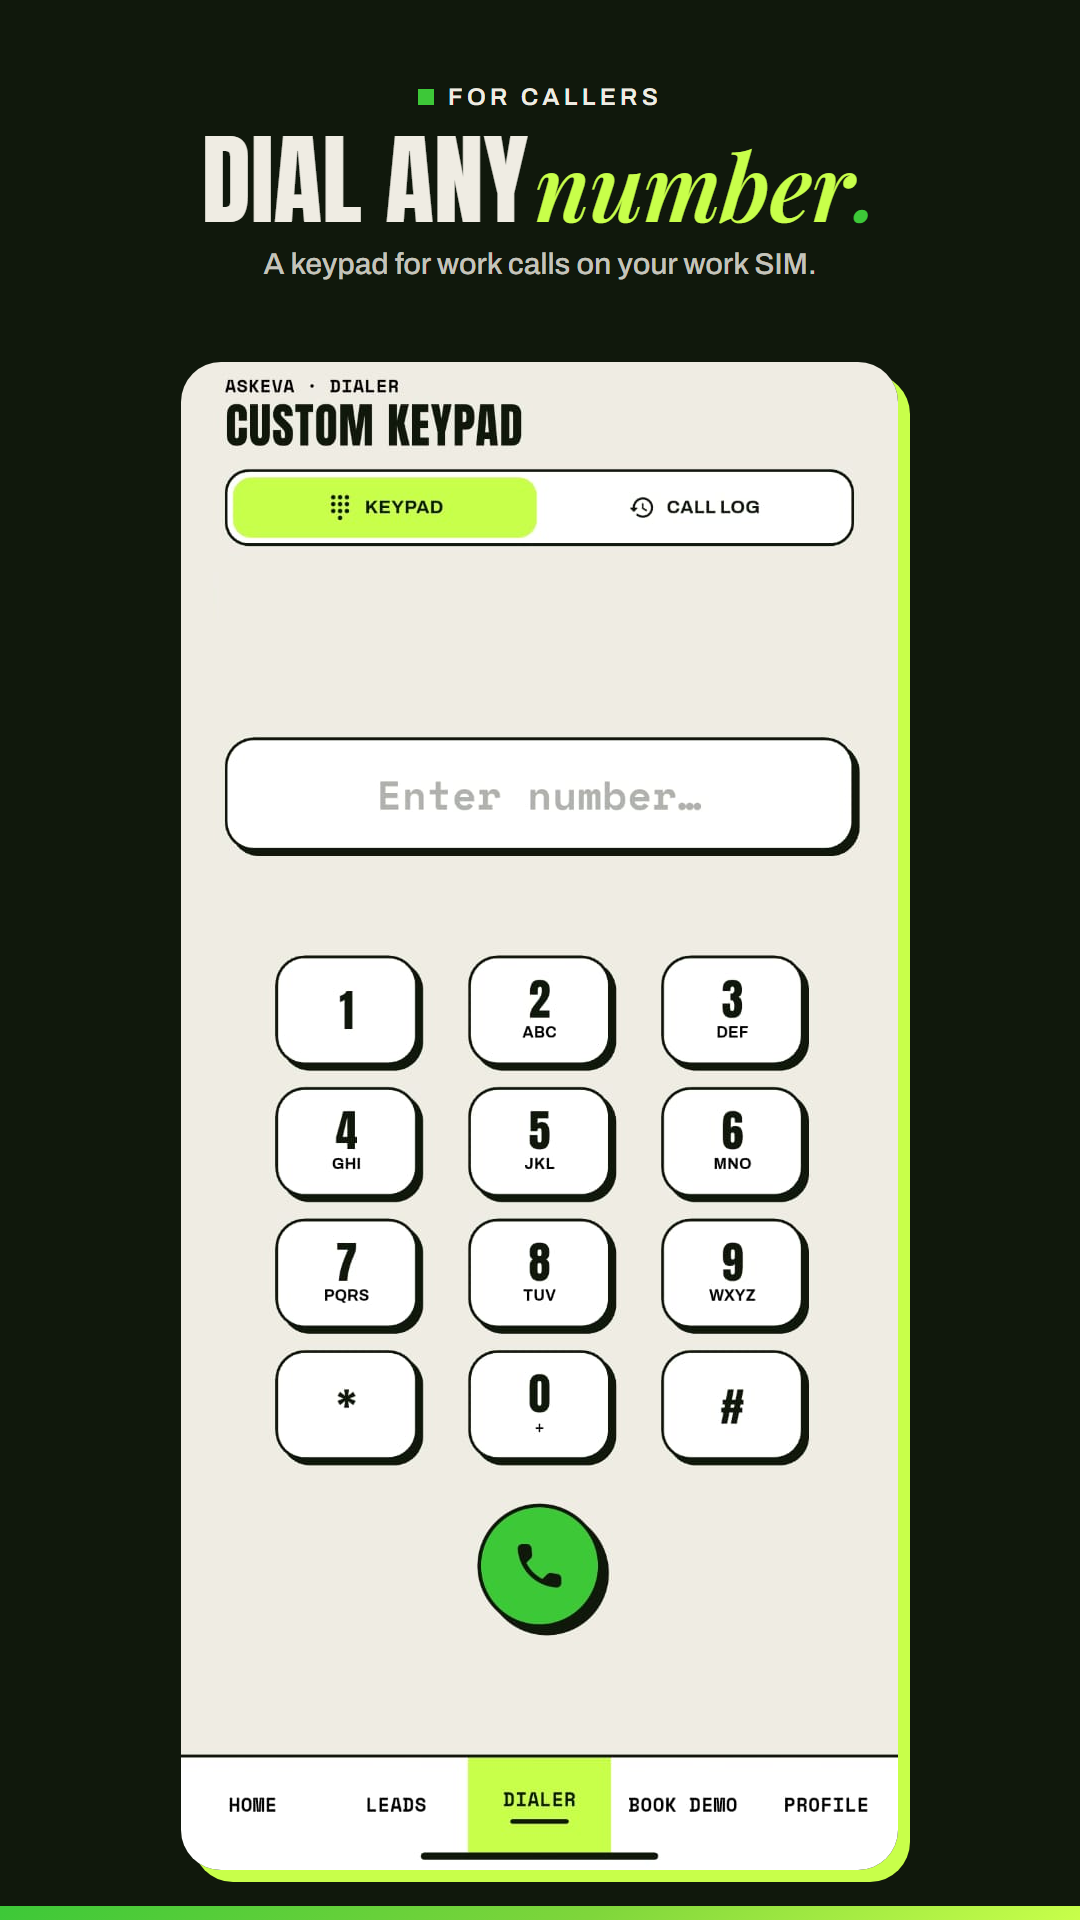 FOR CALLERS
DIAL ANY number.
A keypad for work calls on your work SIM.
ASKEVA · DIALER
CUSTOM KEYPAD
KEYPAD CALL LOG
Enter number…
1 2 3
ABC DEF
4 5 6
GHI JKL MNO
7 8 9
PQRS TUV WXYZ
* 0 #
+
HOME LEADS DIALER BOOK DEMO PROFILE